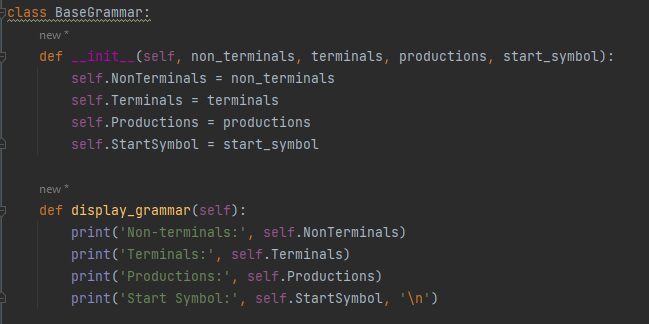 class BaseGrammar:
new *
def __init__(self, non_terminals, terminals, productions, start_symbol):
self.NonTerminals = non_terminals
self.Terminals = terminals
self.Productions = productions
self.StartSymbol = start_symbol
new *
def display_grammar(self):
print('Non-terminals:', self.NonTerminals)
print('Terminals:', self.Terminals)
print('Productions:', self.Productions)
print('Start Symbol:', self.StartSymbol, '\n')